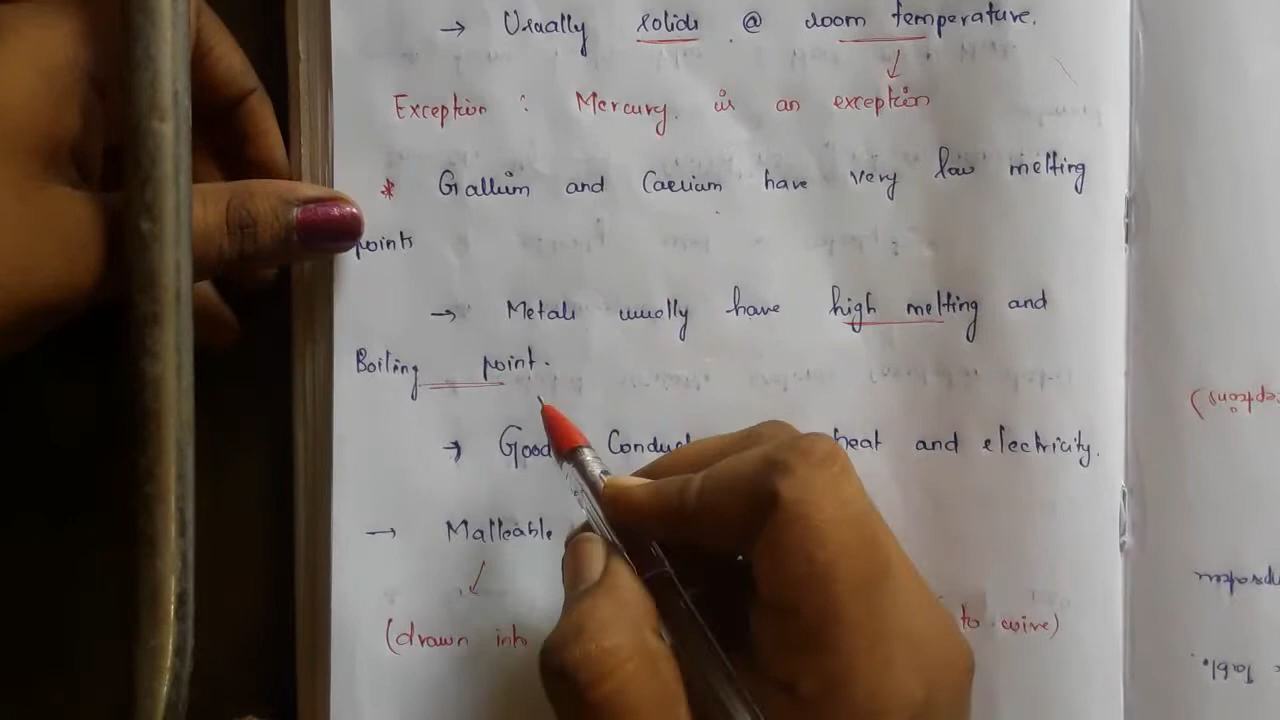 → Usually solids @ room temperature.
↓
Exception : Mercury is an exception
* Gallium and Caesium have very low melting
points
→ Metals usually have high melting and
Boiling point.
→ Good heat and electricity.
→ Malleable
(drawn into to wire)
Table.